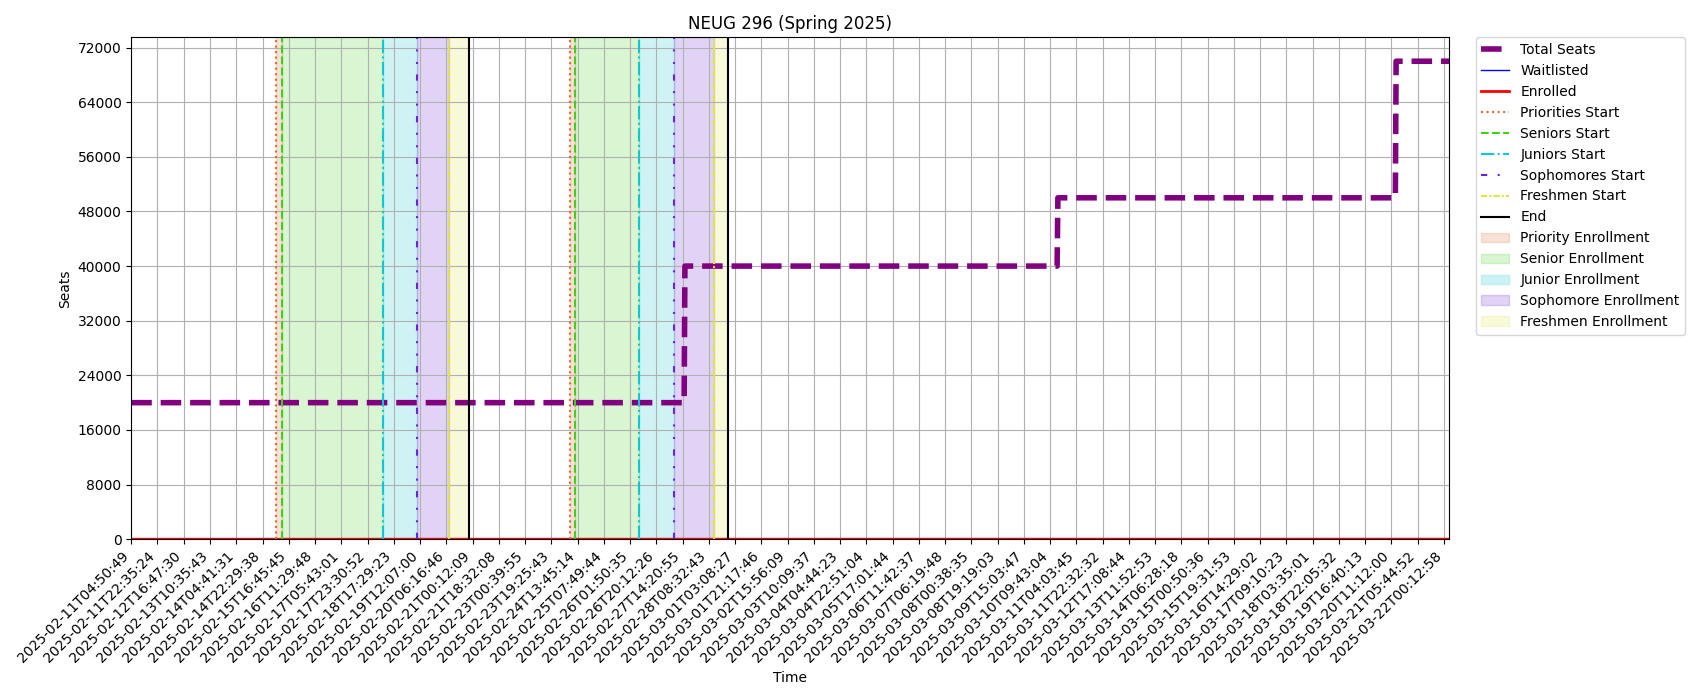 NEUG 296 (Spring 2025)
72000
64000
56000
48000
40000
32000
24000
16000
8000
0
Seats
2025-02-11T04:50:49
2025-02-11T22:35:24
2025-02-12T16:47:30
2025-02-13T10:35:43
2025-02-14T04:41:31
2025-02-14T22:29:38
2025-02-15T16:45:45
2025-02-16T11:29:48
2025-02-17T05:43:01
2025-02-17T23:30:52
2025-02-18T17:29:23
2025-02-19T12:07:00
2025-02-20T06:16:46
2025-02-21T00:12:09
2025-02-21T18:32:08
2025-02-23T00:39:55
2025-02-23T19:25:43
2025-02-24T13:45:14
2025-02-25T07:49:44
2025-02-26T01:50:35
2025-02-26T20:12:26
2025-02-27T14:20:55
2025-02-28T08:32:43
2025-03-01T03:08:27
2025-03-01T21:17:46
2025-03-02T15:56:09
2025-03-03T10:09:37
2025-03-04T04:44:23
2025-03-04T22:51:04
2025-03-05T17:01:44
2025-03-06T11:42:37
2025-03-07T06:19:48
2025-03-08T00:38:35
2025-03-08T19:19:03
2025-03-09T15:03:47
2025-03-10T09:43:04
2025-03-11T04:03:45
2025-03-11T22:32:32
2025-03-12T17:08:44
2025-03-13T11:52:53
2025-03-14T06:28:18
2025-03-15T00:50:36
2025-03-15T19:31:53
2025-03-16T14:29:02
2025-03-17T09:10:23
2025-03-18T03:35:01
2025-03-18T22:05:32
2025-03-19T16:40:13
2025-03-20T11:12:00
2025-03-21T05:44:52
2025-03-22T00:12:58
Time
Total Seats
Waitlisted
Enrolled
Priorities Start
Seniors Start
Juniors Start
Sophomores Start
Freshmen Start
End
Priority Enrollment
Senior Enrollment
Junior Enrollment
Sophomore Enrollment
Freshmen Enrollment